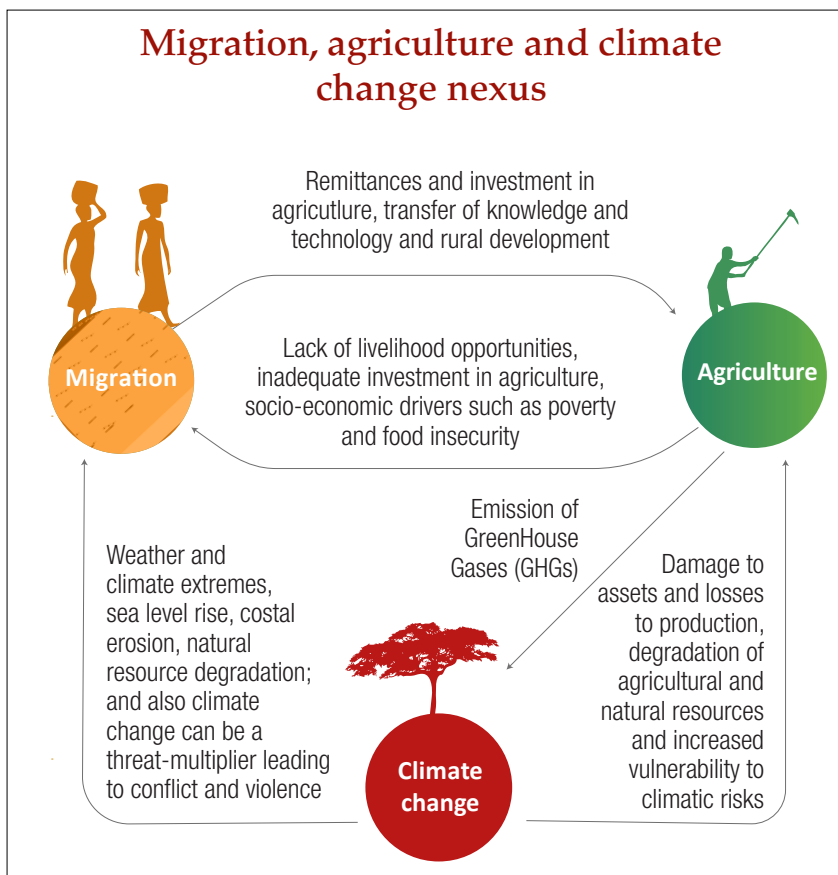 Migration, agriculture and climate
change nexus
Remittances and investment in
agricutlure, transfer of knowledge and
technology and rural development
Migration
Agriculture
Lack of livelihood opportunities,
inadequate investment in agriculture,
socio-economic drivers such as poverty
and food insecurity
Emission of
GreenHouse
Gases (GHGs)
Weather and
climate extremes,
sea level rise, costal
erosion, natural
resource degradation;
and also climate
change can be a
threat-multiplier leading
to conflict and violence
Damage to
assets and losses
to production,
degradation of
agricultural and
natural resources
and increased
vulnerability to
climatic risks
Climate
change